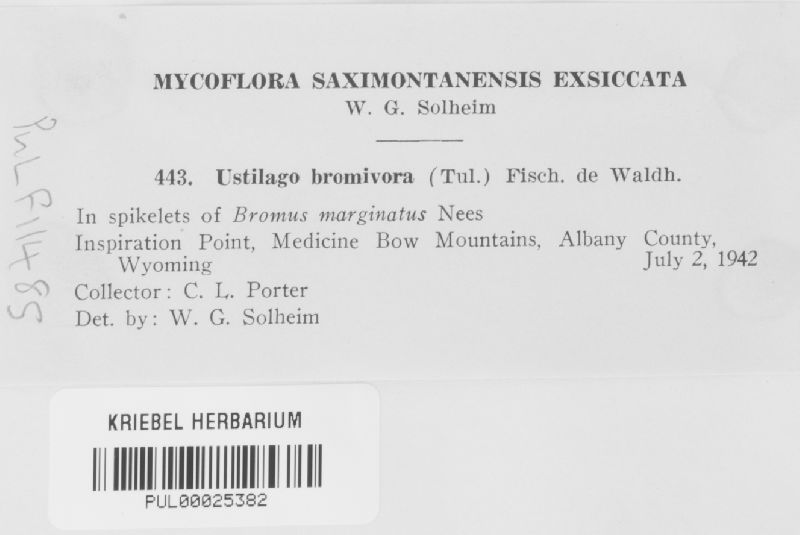 MYCOFLORA SAXIMONTANENSIS EXSICCATA
W. G. Solheim
443. Ustilago bromivora (Tul.) Fisch. de Waldh.
In spikelets of Bromus marginatus Nees
Inspiration Point, Medicine Bow Mountains, Albany County,
Wyoming July 2, 1942
Collector: C. L. Porter
Det. by: W. G. Solheim
PUL F11485
KRIEBEL HERBARIUM
PUL00025382